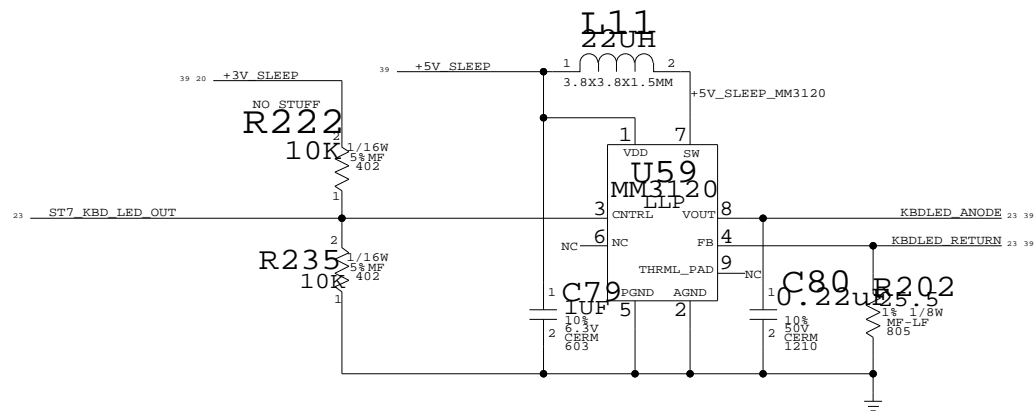 L11
22UH
39
+5V_SLEEP
1
2
3.8X3.8X1.5MM
39 20
+3V_SLEEP
+5V_SLEEP_MM3120
NO STUFF
R222
10K
2
1/16W
5%
MF
402
1
1
7
VDD
SW
U59
MM3120
LLP
23
ST7_KBD_LED_OUT
3
CNTRL
VOUT
8
KBDLED_ANODE
23 39
NC
6
NC
FB
4
KBDLED_RETURN
23 39
THRML_PAD
9
NC
R235
10K
2
1/16W
5%
MF
402
1
PGND
AGND
5
2
C79
1UF
1
10%
6.3V
CERM
603
2
C80
0.22uF
1
10%
50V
CERM
1210
2
R202
25.5
1%
1/8W
MF-LF
805